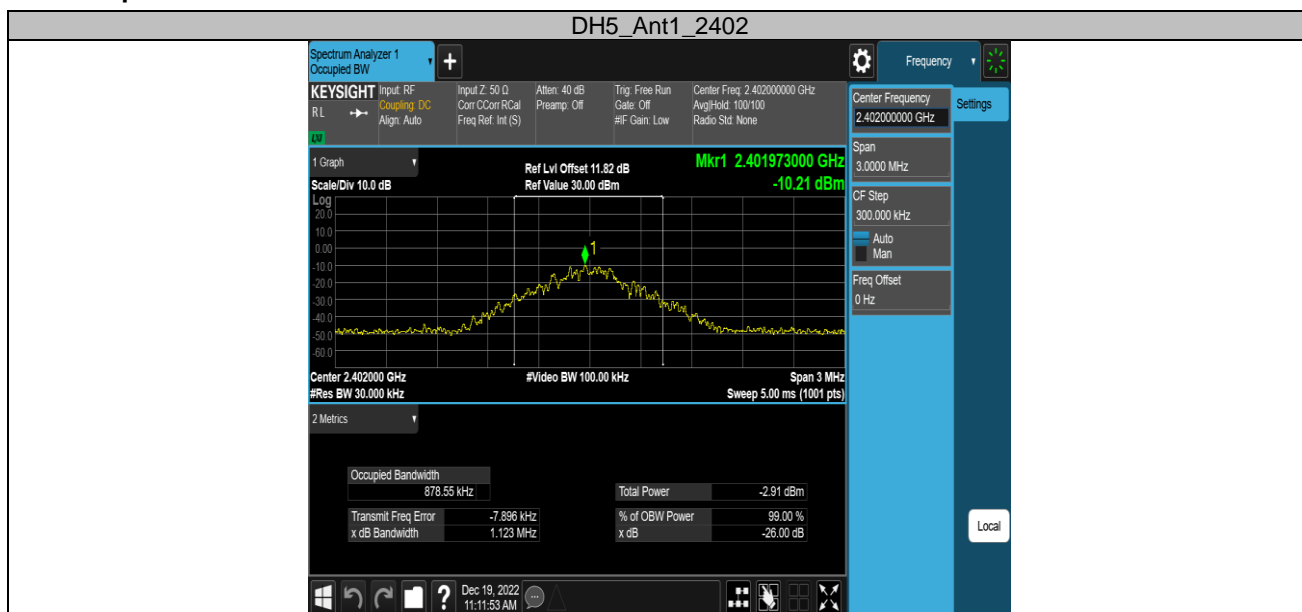 DH5_Ant1_2402
Spectrum Analyzer 1
Occupied BW
Frequency
KEYSIGHT
RL
LXI
Input: RF
Coupling: DC
Align: Auto
Input Z: 50 Ω
Corr CCorr RCal
Freq Ref: Int (S)
Atten: 40 dB
Preamp: Off
Trig: Free Run
Gate: Off
#IF Gain: Low
Center Freq: 2.402000000 GHz
Avg|Hold: 100/100
Radio Std: None
Center Frequency
2.402000000 GHz
Settings
Span
3.0000 MHz
CF Step
300.000 kHz
Auto
Man
Freq Offset
0 Hz
Local
1 Graph
Scale/Div 10.0 dB
Ref Lvl Offset 11.82 dB
Ref Value 30.00 dBm
Mkr1 2.401973000 GHz
-10.21 dBm
Log
20.0
10.0
0.00
-10.0
-20.0
-30.0
-40.0
-50.0
-60.0
1
Center 2.402000 GHz
#Video BW 100.00 kHz
Span 3 MHz
#Res BW 30.000 kHz
Sweep 5.00 ms (1001 pts)
2 Metrics
Occupied Bandwidth
878.55 kHz
Total Power -2.91 dBm
Transmit Freq Error -7.896 kHz
% of OBW Power 99.00 %
x dB Bandwidth 1.123 MHz
x dB -26.00 dB
Dec 19, 2022
11:11:53 AM